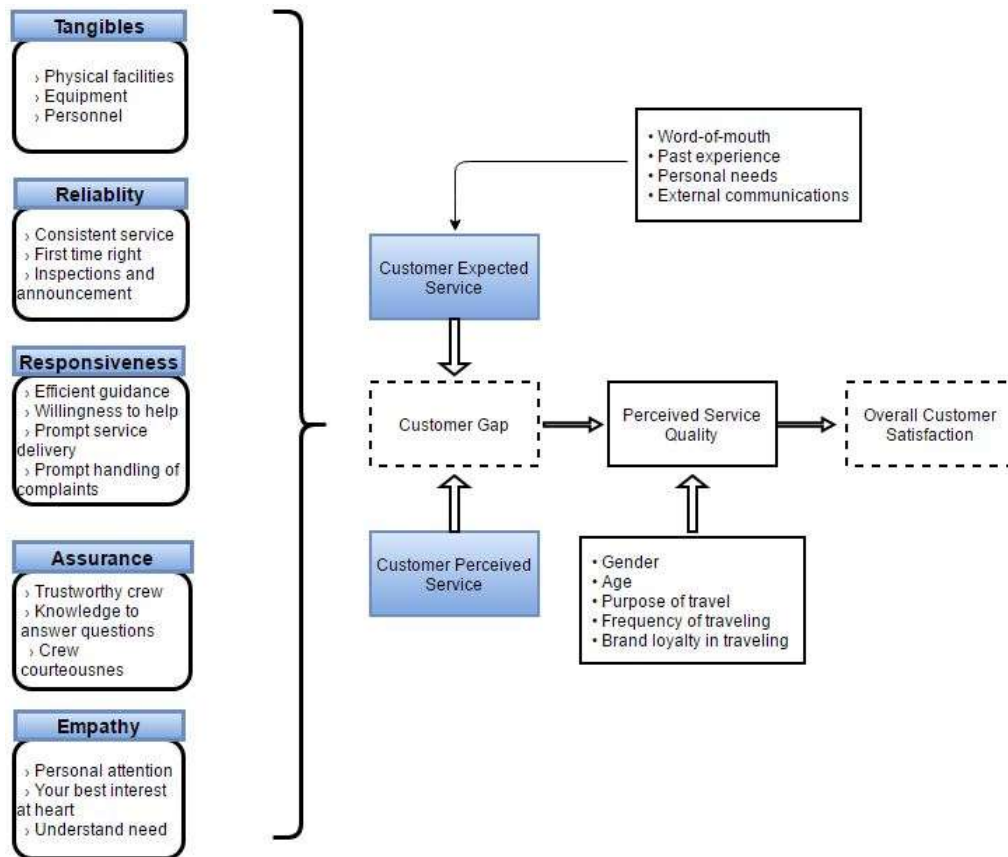 Tangibles
› Physical facilities
› Equipment
› Personnel
Reliablity
› Consistent service
› First time right
› Inspections and
announcement
Responsiveness
› Efficient guidance
› Willingness to help
› Prompt service
delivery
› Prompt handling of
complaints
Assurance
› Trustworthy crew
› Knowledge to
answer questions
› Crew
courteousnes
Empathy
› Personal attention
› Your best interest
at heart
› Understand need
• Word-of-mouth
• Past experience
• Personal needs
• External communications
Customer Expected
Service
Customer Gap
Perceived Service
Quality
Overall Customer
Satisfaction
Customer Perceived
Service
• Gender
• Age
• Purpose of travel
• Frequency of traveling
• Brand loyalty in traveling